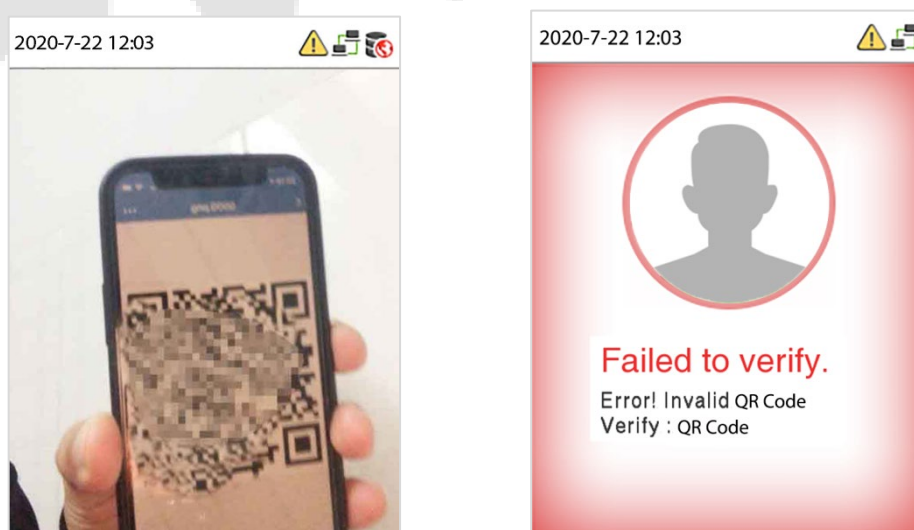 2020-7-22 12:03
2020-7-22 12:03
Failed to verify.
Error! Invalid QR Code
Verify : QR Code